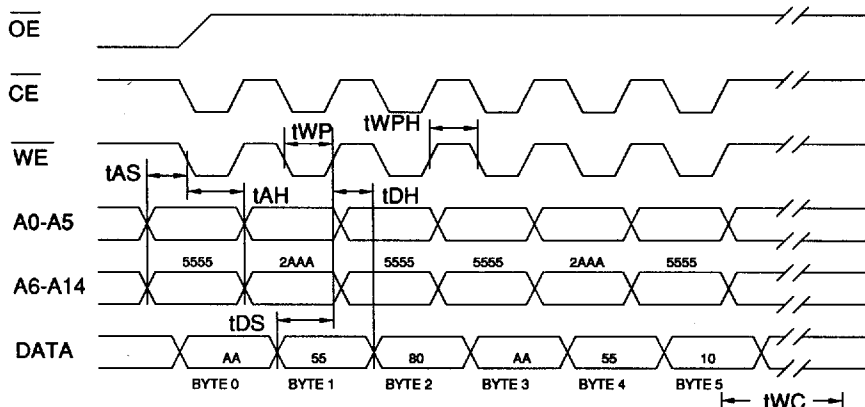 OE
CE
tWP
tWPH
WE
tAS
tAH
tDH
A0-A5
5555 2AAA 5555 5555 2AAA 5555
A6-A14
tDS
DATA
AA 55 80 AA 55 10
BYTE 0 BYTE 1 BYTE 2 BYTE 3 BYTE 4 BYTE 5
tWC